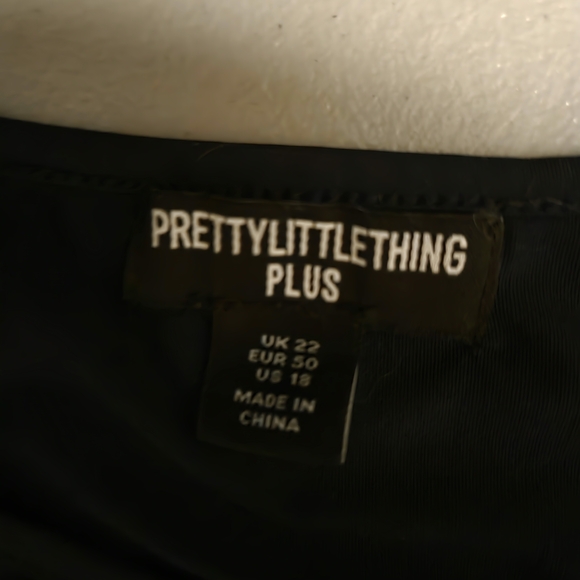 PRETTYLITTLETHING
PLUS
UK 22
EUR 50
US 18
MADE IN
CHINA